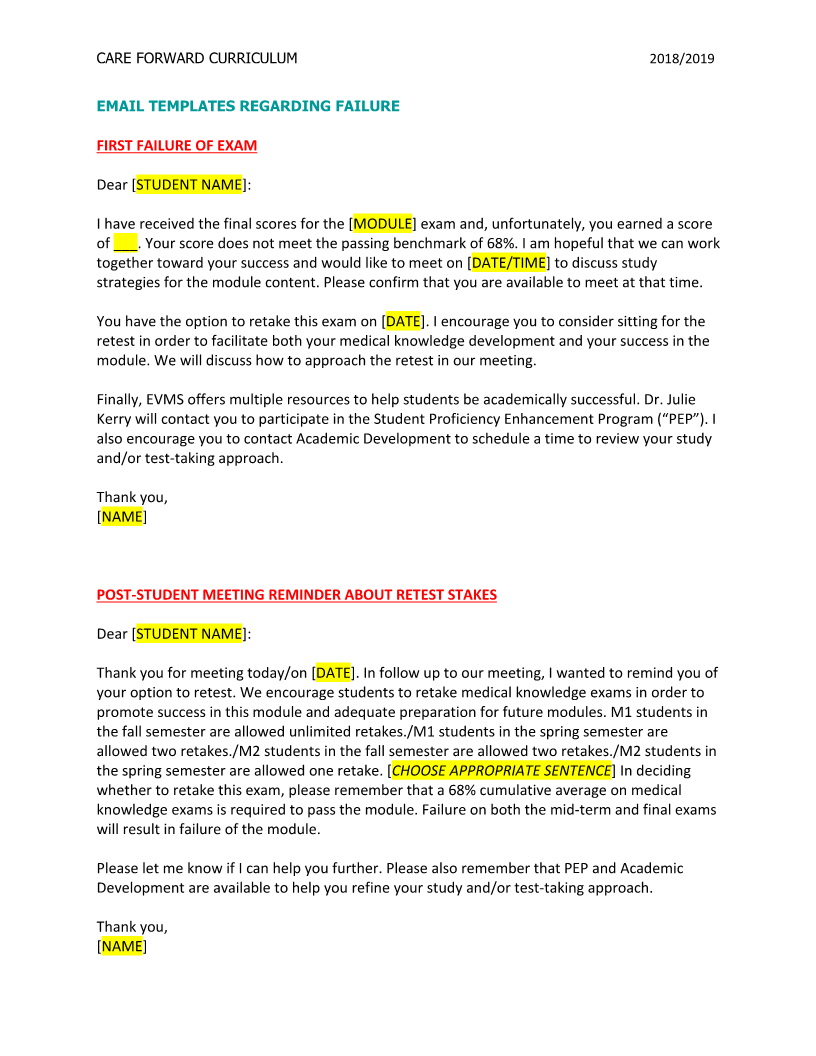 CARE FORWARD CURRICULUM 2018/2019
EMAIL TEMPLATES REGARDING FAILURE
FIRST FAILURE OF EXAM
Dear [STUDENT NAME]:
I have received the final scores for the [MODULE] exam and, unfortunately, you earned a score
of ___. Your score does not meet the passing benchmark of 68%. I am hopeful that we can work
together toward your success and would like to meet on [DATE/TIME] to discuss study
strategies for the module content. Please confirm that you are available to meet at that time.
You have the option to retake this exam on [DATE]. I encourage you to consider sitting for the
retest in order to facilitate both your medical knowledge development and your success in the
module. We will discuss how to approach the retest in our meeting.
Finally, EVMS offers multiple resources to help students be academically successful. Dr. Julie
Kerry will contact you to participate in the Student Proficiency Enhancement Program (“PEP”). I
also encourage you to contact Academic Development to schedule a time to review your study
and/or test-taking approach.
Thank you,
[NAME]
POST-STUDENT MEETING REMINDER ABOUT RETEST STAKES
Dear [STUDENT NAME]:
Thank you for meeting today/on [DATE]. In follow up to our meeting, I wanted to remind you of
your option to retest. We encourage students to retake medical knowledge exams in order to
promote success in this module and adequate preparation for future modules. M1 students in
the fall semester are allowed unlimited retakes./M1 students in the spring semester are
allowed two retakes./M2 students in the fall semester are allowed two retakes./M2 students in
the spring semester are allowed one retake. [CHOOSE APPROPRIATE SENTENCE] In deciding
whether to retake this exam, please remember that a 68% cumulative average on medical
knowledge exams is required to pass the module. Failure on both the mid-term and final exams
will result in failure of the module.
Please let me know if I can help you further. Please also remember that PEP and Academic
Development are available to help you refine your study and/or test-taking approach.
Thank you,
[NAME]